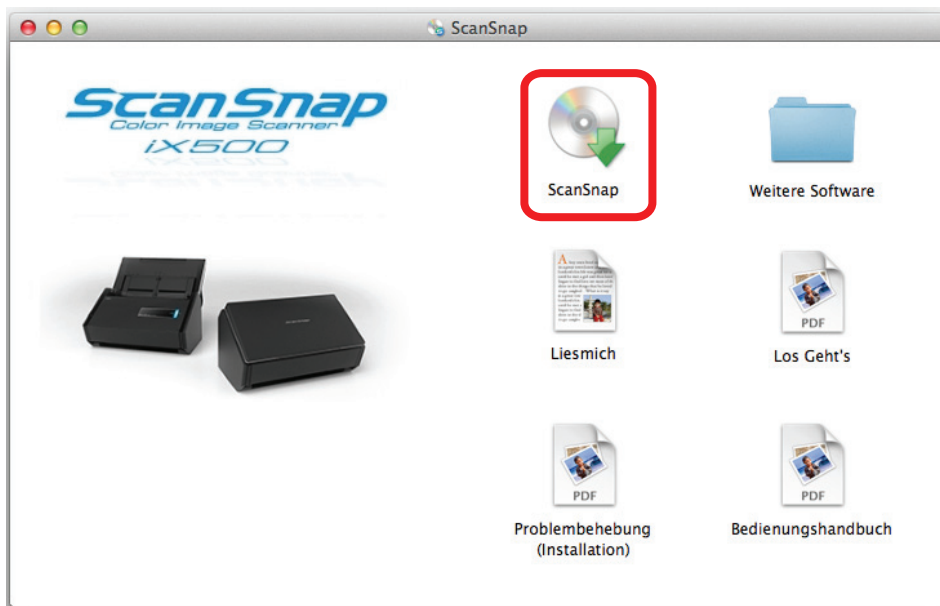 ScanSnap
ScanSnap
Color Image Scanner
iX500
ScanSnap
Weitere Software
Liesmich
PDF
Los Geht's
PDF
Problembehebung
(Installation)
PDF
Bedienungshandbuch